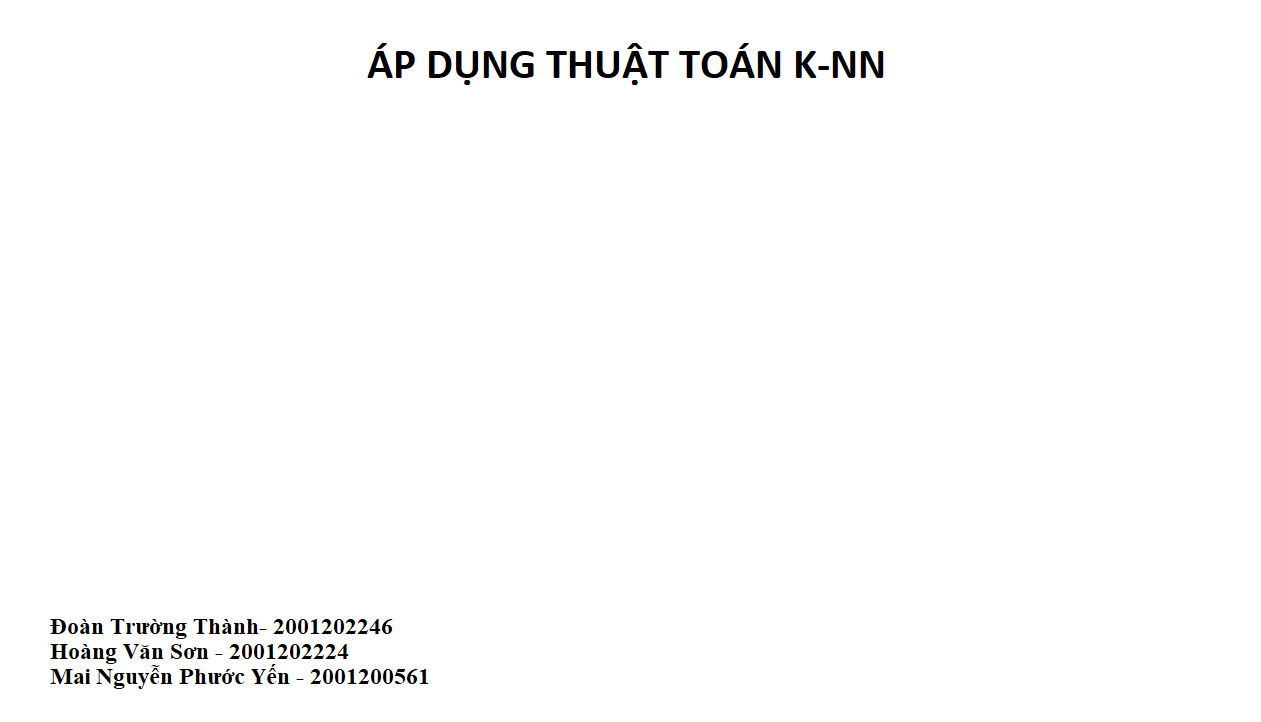 ÁP DỤNG THUẬT TOÁN K-NN
Đoàn Trường Thành- 2001202246
Hoàng Văn Sơn - 2001202224
Mai Nguyễn Phước Yến - 2001200561